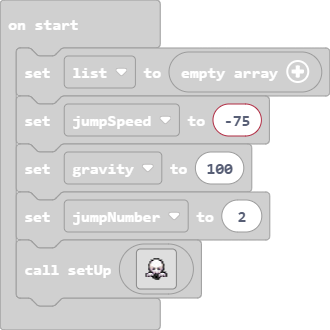 on start
set list to empty array
set jumpSpeed to -75
set gravity to 100
set jumpNumber to 2
call setUp